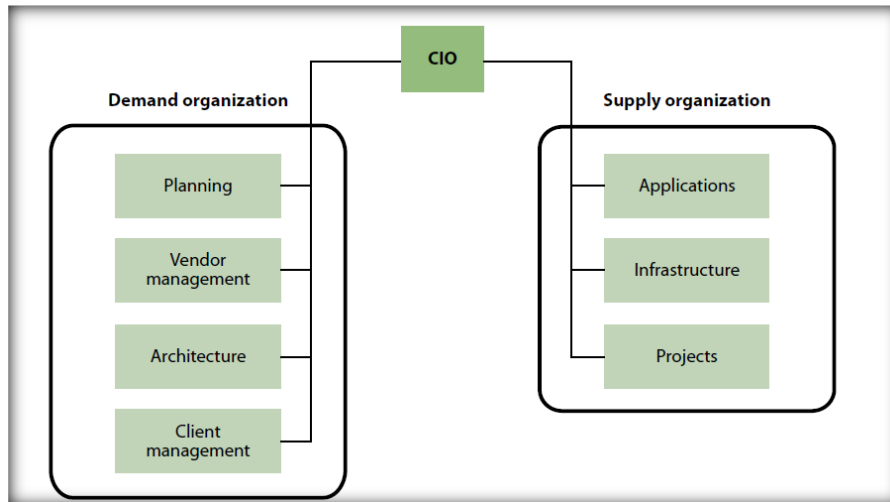 CIO
Demand organization
Planning
Vendor
management
Architecture
Client
management
Supply organization
Applications
Infrastructure
Projects